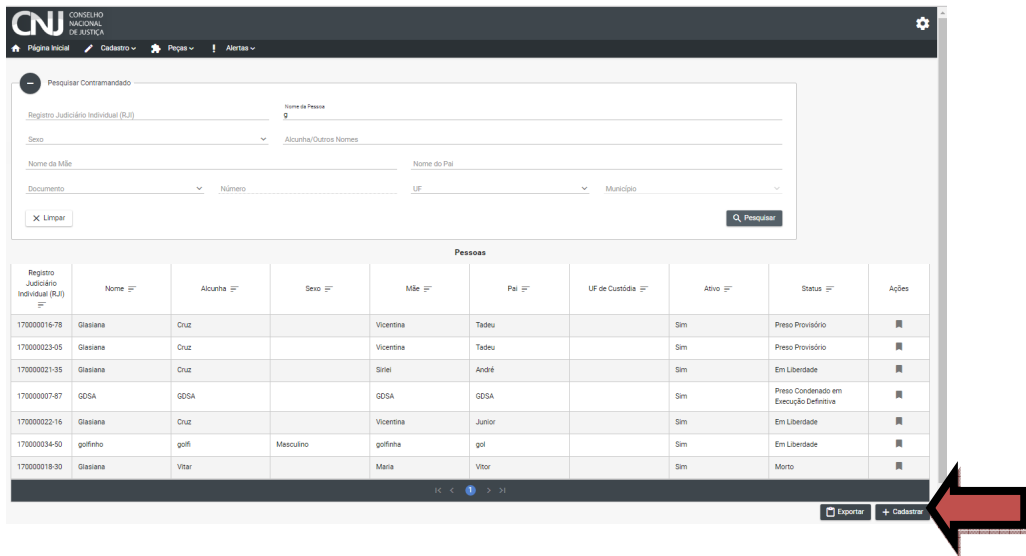 CNJ CONSELHO
NACIONAL
DE JUSTIÇA
Página Inicial Cadastro Peças Alertas
Pesquisar Contramandado
Nome da Pessoa
Registro Judiciário Individual (RJI) g
Sexo Alcunha/Outros Nomes
Nome da Mãe Nome do Pai
Documento Número UF Município
Limpar Pesquisar
Pessoas
Registro Judiciário Individual (RJI) Nome Alcunha Sexo Mãe Pai UF de Custódia Ativo Status Ações
170000016-78 Glasiana Cruz Vicentina Tadeu Sim Preso Provisório
170000023-05 Glasiana Cruz Vicentina Tadeu Sim Preso Provisório
170000021-35 Glasiana Cruz Sirlei André Sim Em Liberdade
170000007-87 GDSA GDSA GDSA GDSA Sim Preso Condenado em Execução Definitiva
170000022-16 Glasiana Cruz Vicentina Junior Sim Em Liberdade
170000034-50 golfinho golfi Masculino golfinha gol Sim Em Liberdade
170000018-30 Glasiana Vitar Maria Vitor Sim Morto
1
Exportar + Cadastrar